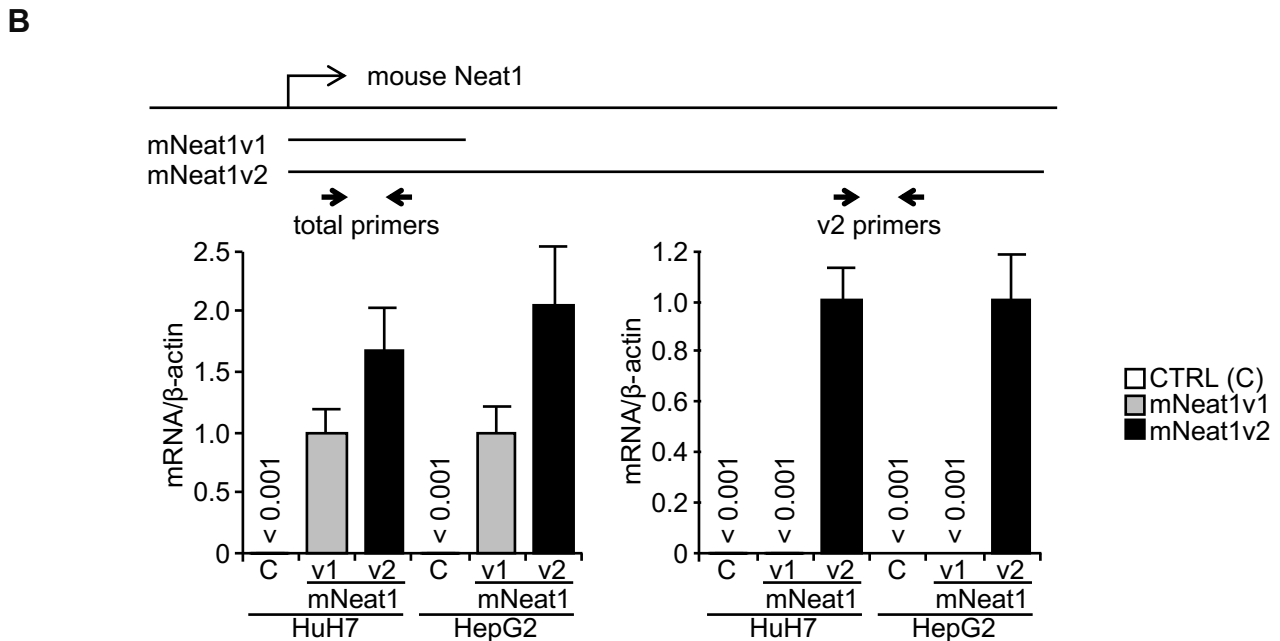 B
mouse Neat1
mNeat1v1
mNeat1v2
total primers
v2 primers
mRNA/β-actin
2.5
2.0
1.5
1.0
0.5
0
< 0.001
< 0.001
C v1 v2 C v1 v2
mNeat1 mNeat1
HuH7 HepG2
mRNA/β-actin
1.2
1.0
0.8
0.6
0.4
0.2
0
< 0.001
< 0.001
< 0.001
< 0.001
C v1 v2 C v1 v2
mNeat1 mNeat1
HuH7 HepG2
CTRL (C)
mNeat1v1
mNeat1v2